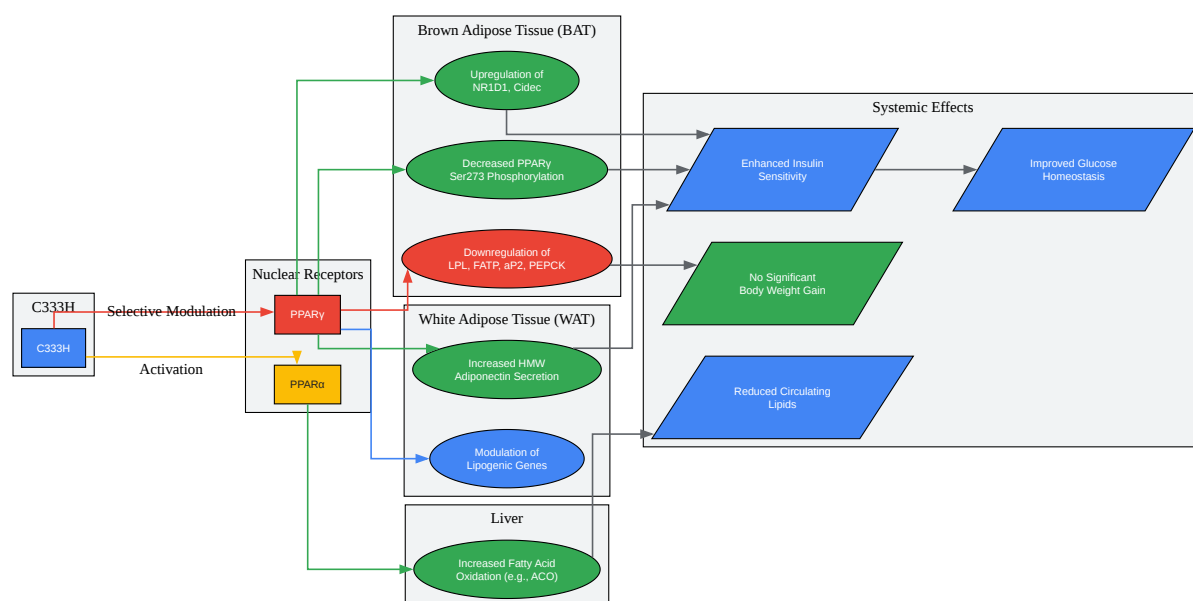 C333H
C333H
Selective Modulation
Activation
Nuclear Receptors
PPARγ
PPARα
Brown Adipose Tissue (BAT)
Upregulation of
NR1D1, Cidec
Decreased PPARγ
Ser273 Phosphorylation
Downregulation of
LPL, FATP, aP2, PEPCK
White Adipose Tissue (WAT)
Increased HMW
Adiponectin Secretion
Modulation of
Lipogenic Genes
Liver
Increased Fatty Acid
Oxidation (e.g., ACO)
Systemic Effects
Enhanced Insulin
Sensitivity
Improved Glucose
Homeostasis
No Significant
Body Weight Gain
Reduced Circulating
Lipids